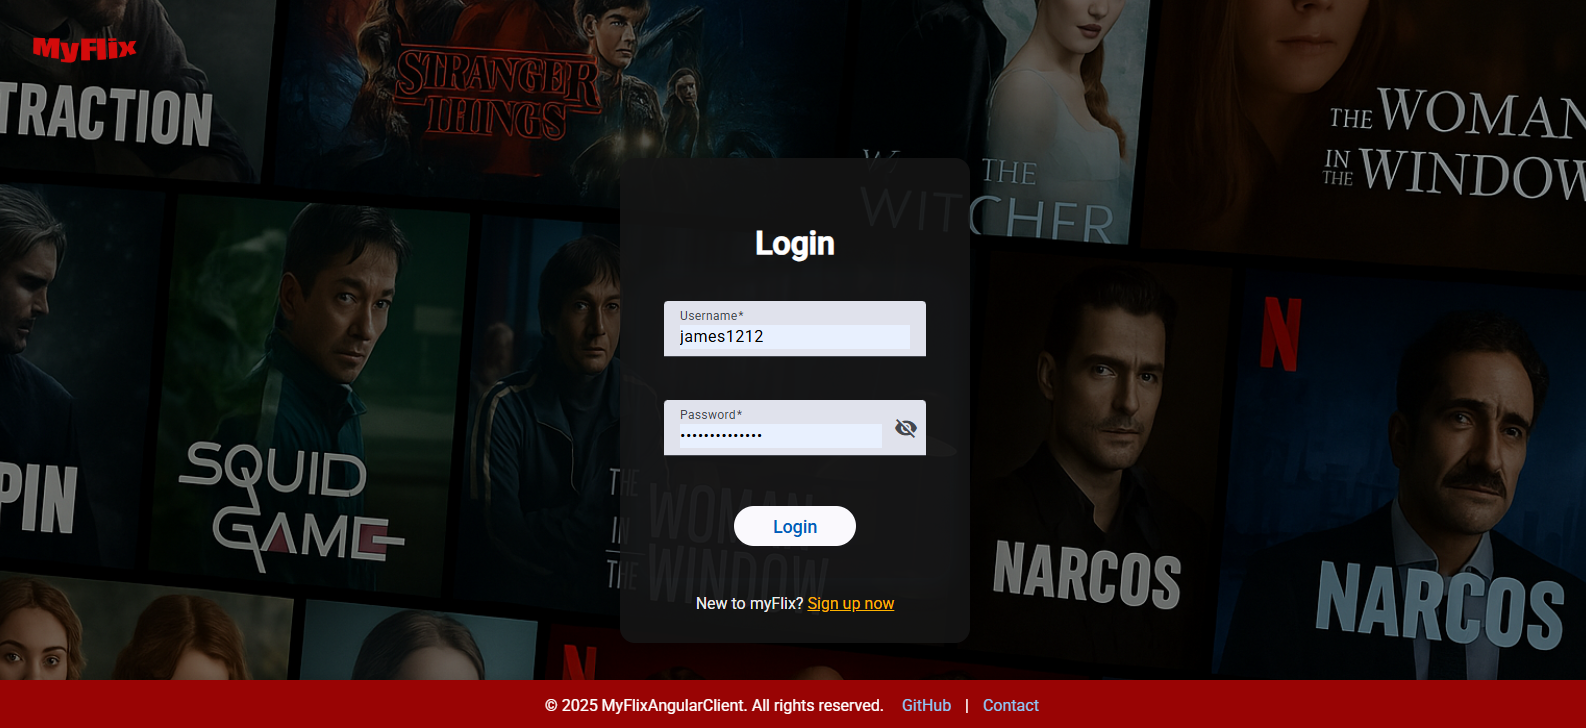 MyFlix
TRACTION
STRANGER
THINGS
THE
WITCHER
THE WOMAN
IN THE WINDOW
Login
Username*
james1212
SQUID
GAME
Password*
••••••••••••••
THE WOMAN
IN
THE WINDOW
PIN
Login
NARCOS
N
NARCOS
New to myFlix? Sign up now
N
© 2025 MyFlixAngularClient. All rights reserved. GitHub | Contact